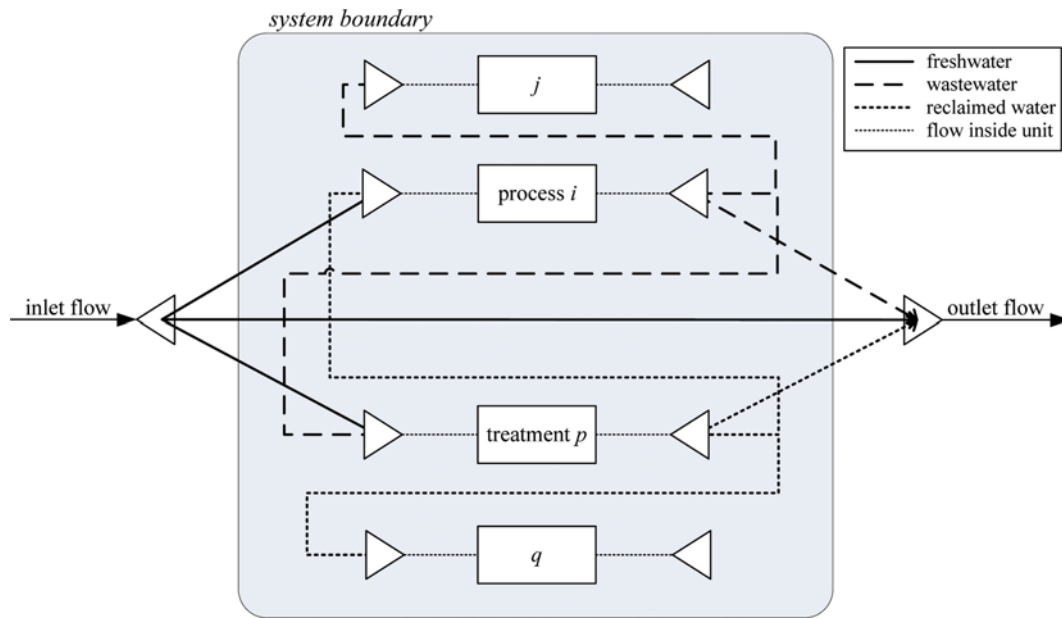 system boundary
freshwater
wastewater
reclaimed water
flow inside unit
j
process i
inlet flow
outlet flow
treatment p
q